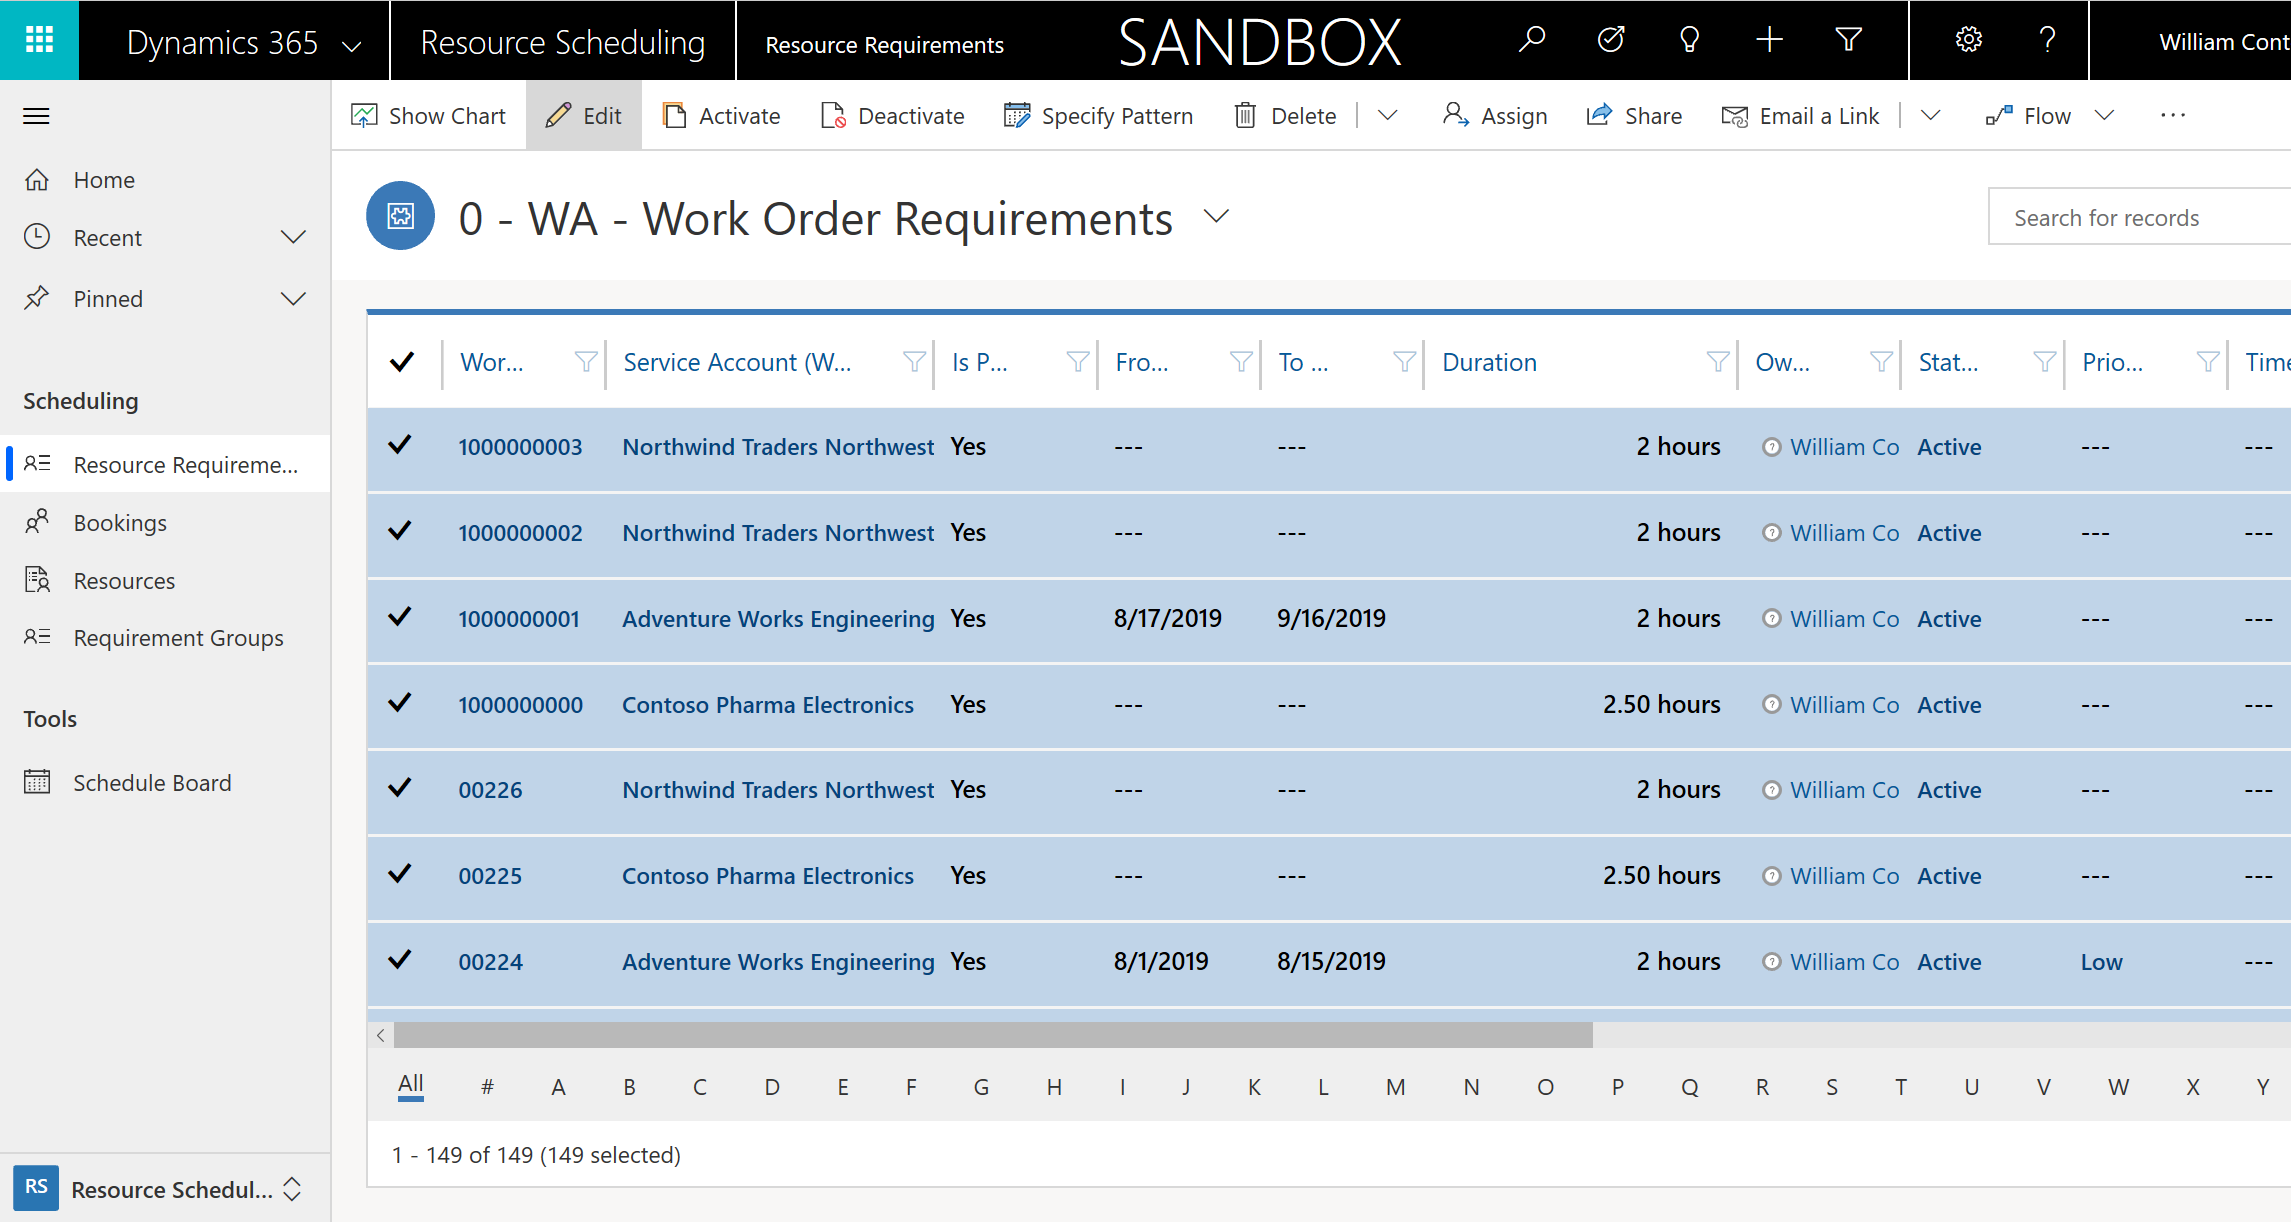 Dynamics 365 Resource Scheduling Resource Requirements SANDBOX William Cont
Show Chart Edit Activate Deactivate Specify Pattern Delete Assign Share Email a Link Flow ...
Home
Recent
Pinned
Scheduling
Resource Requireme...
Bookings
Resources
Requirement Groups
Tools
Schedule Board
RS Resource Schedul...
0 - WA - Work Order Requirements
Search for records
Wor... Service Account (W... Is P... Fro... To ... Duration Ow... Stat... Prio... Time
1000000003 Northwind Traders Northwest Yes --- --- 2 hours William Co Active --- ---
1000000002 Northwind Traders Northwest Yes --- --- 2 hours William Co Active --- ---
1000000001 Adventure Works Engineering Yes 8/17/2019 9/16/2019 2 hours William Co Active --- ---
1000000000 Contoso Pharma Electronics Yes --- --- 2.50 hours William Co Active --- ---
00226 Northwind Traders Northwest Yes --- --- 2 hours William Co Active --- ---
00225 Contoso Pharma Electronics Yes --- --- 2.50 hours William Co Active --- ---
00224 Adventure Works Engineering Yes 8/1/2019 8/15/2019 2 hours William Co Active Low ---
All # A B C D E F G H I J K L M N O P Q R S T U V W X Y
1 - 149 of 149 (149 selected)